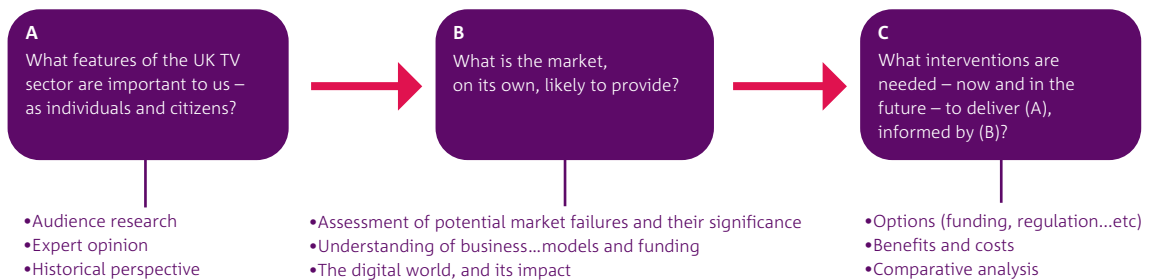 A
What features of the UK TV
sector are important to us –
as individuals and citizens?
•Audience research
•Expert opinion
•Historical perspective
B
What is the market,
on its own, likely to provide?
•Assessment of potential market failures and their significance
•Understanding of business...models and funding
•The digital world, and its impact
C
What interventions are
needed – now and in the
future – to deliver (A),
informed by (B)?
•Options (funding, regulation...etc)
•Benefits and costs
•Comparative analysis